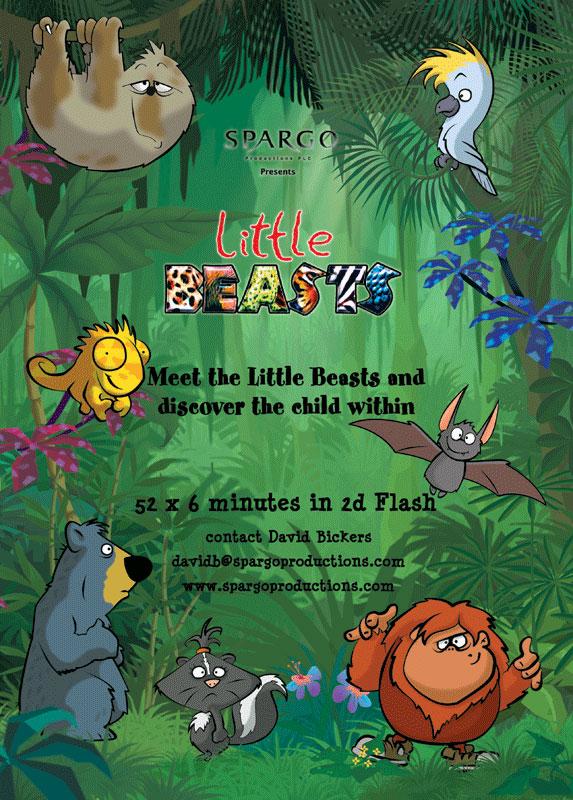 SPARGO
Productions PLC
Presents
Little
BEASTS
Meet the Little Beasts and
discover the child within
52 x 6 minutes in 2d Flash
contact David Bickers
davidb@spargoproductions.com
www.spargoproductions.com